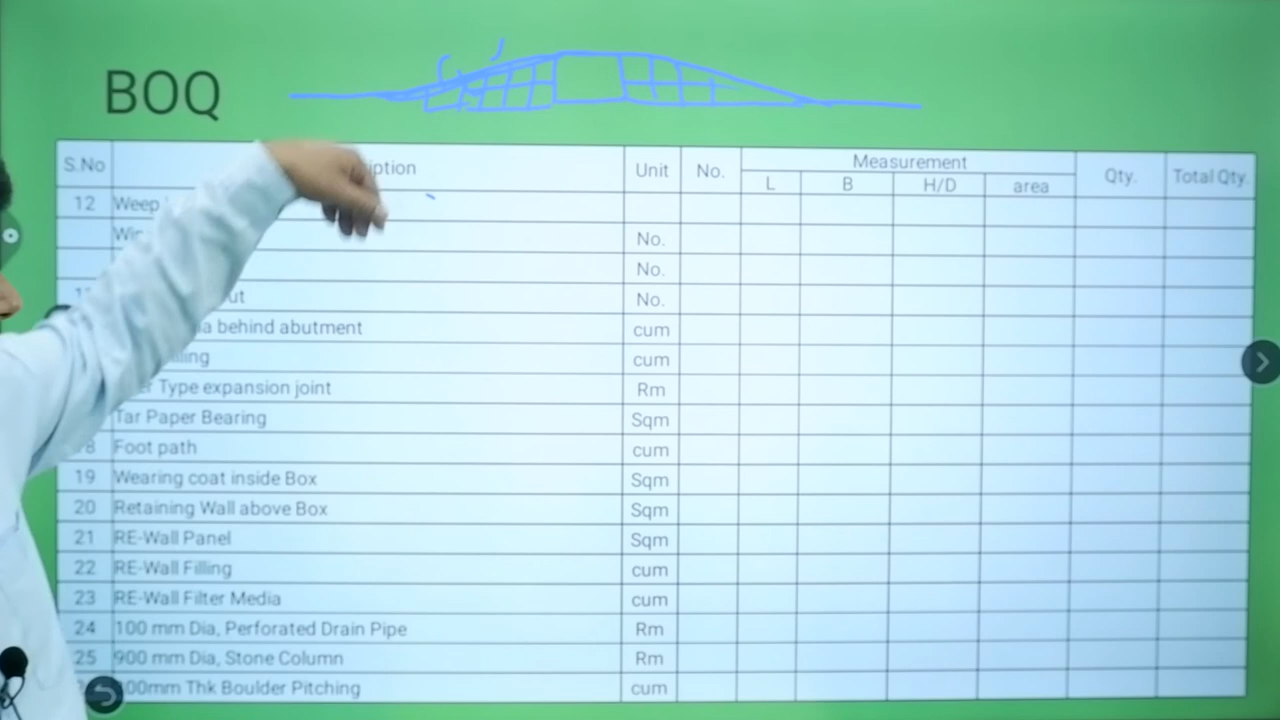 BOQ
S.No Unit No. Measurement Qty. Total Qty.
L B H/D area
12 Weep
No.
No.
No.
behind abutment cum
cum
Type expansion joint Rm
Tar Paper Bearing Sqm
Foot path cum
19 Wearing coat inside Box Sqm
20 Retaining Wall above Box Sqm
21 RE-Wall Panel Sqm
22 RE-Wall Filling cum
23 RE-Wall Filter Media cum
24 100 mm Dia, Perforated Drain Pipe Rm
25 900 mm Dia, Stone Column Rm
Thk Boulder Pitching cum